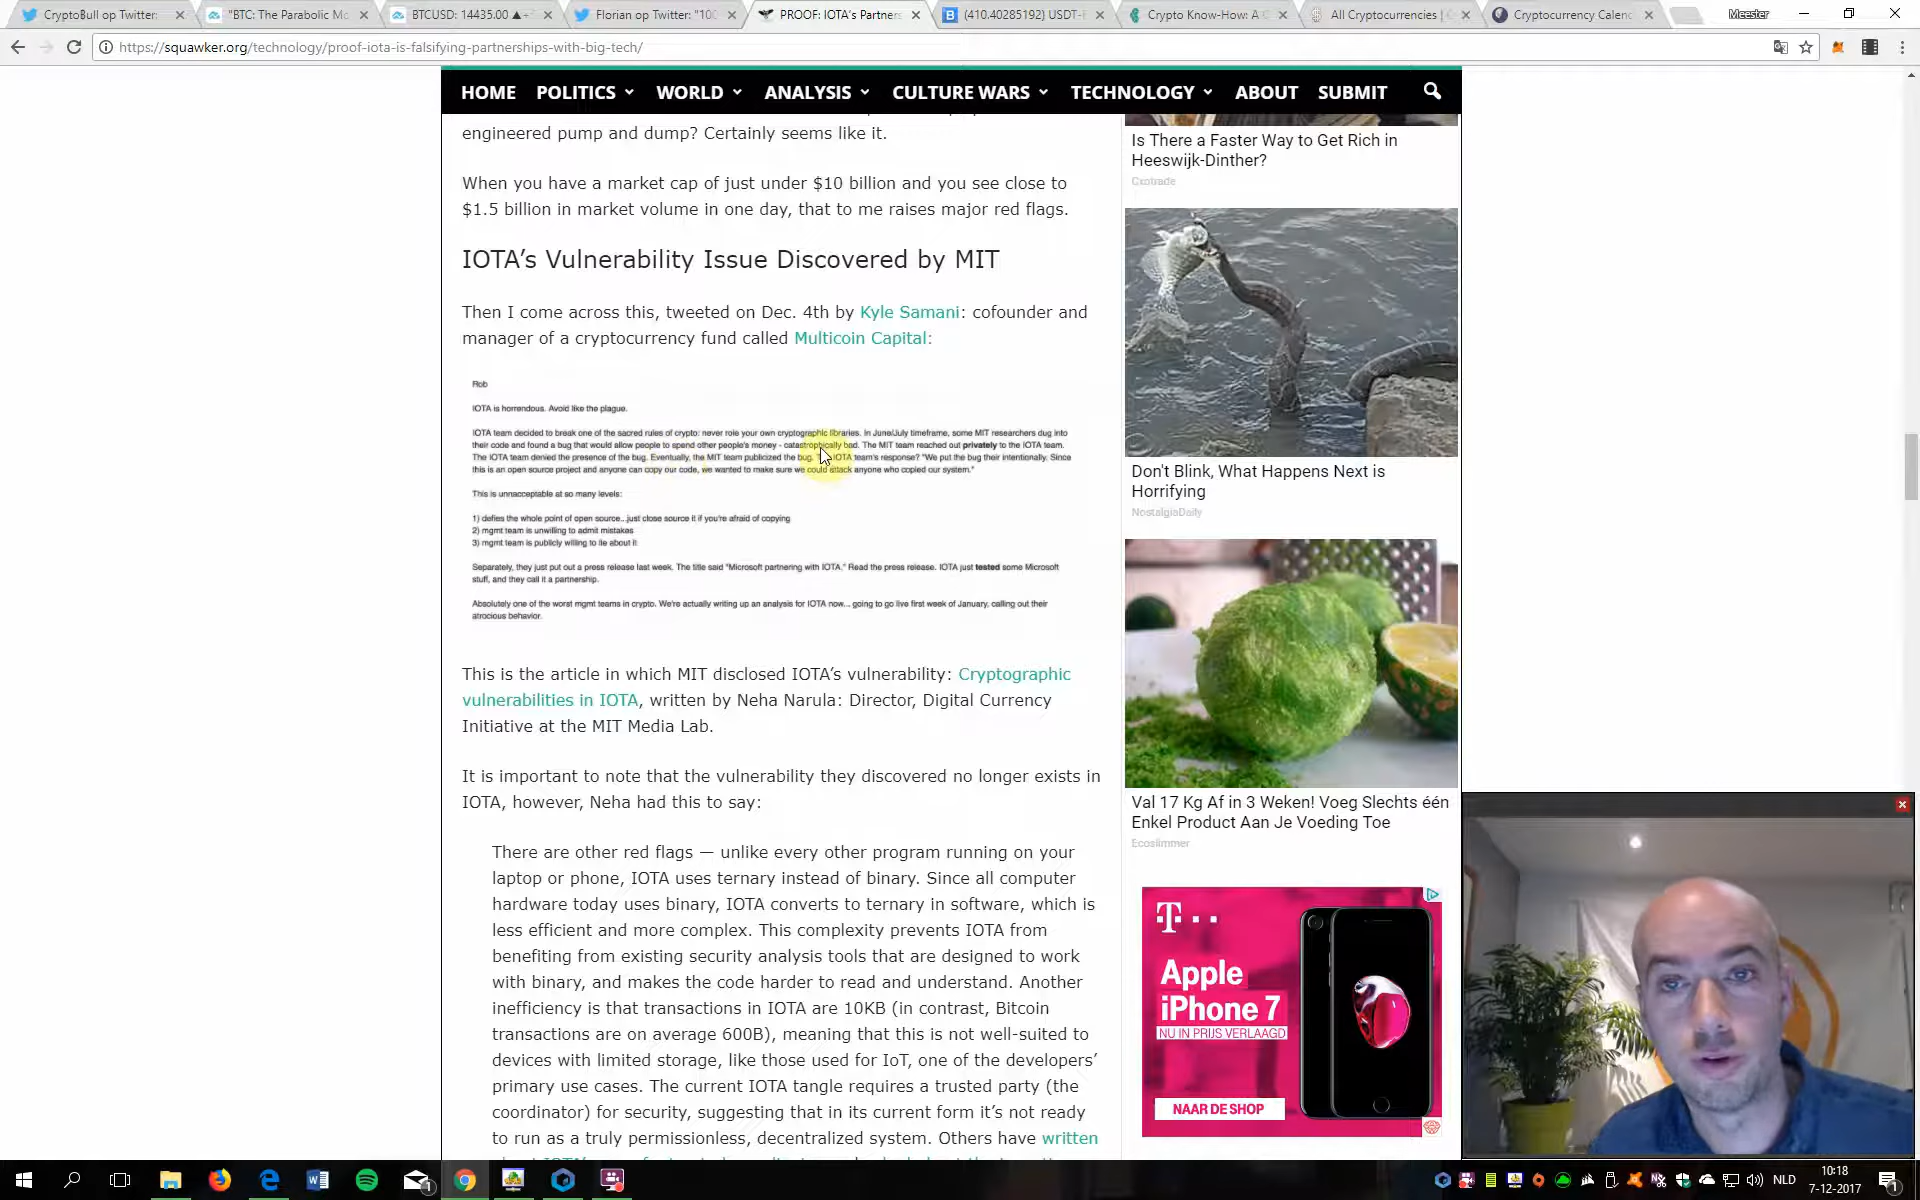 CryptoBull op Twitter:
"BTC: The Parabolic Mo
BTCUSD: 14435.00 ▲+7
Florian op Twitter: "100
PROOF: IOTA's Partners
(410.40285192) USDT-B
Crypto Know-How: A C
All Cryptocurrencies | C
Cryptocurrency Calend
Meester
https://squawker.org/technology/proof-iota-is-falsifying-partnerships-with-big-tech/
HOME POLITICS WORLD ANALYSIS CULTURE WARS TECHNOLOGY ABOUT SUBMIT
engineered pump and dump? Certainly seems like it.
When you have a market cap of just under $10 billion and you see close to
$1.5 billion in market volume in one day, that to me raises major red flags.
IOTA's Vulnerability Issue Discovered by MIT
Then I come across this, tweeted on Dec. 4th by Kyle Samani: cofounder and
manager of a cryptocurrency fund called Multicoin Capital:
Rob
IOTA is horrendous. Avoid like the plague.
IOTA team decided to break one of the sacred rules of crypto: never role your own cryptographic libraries. In June/July timeframe, some MIT researchers dug into
their code and found a bug that would allow people to spend other people's money - catastrophically bad. The MIT team reached out privately to the IOTA team.
The IOTA team denied the presence of the bug. Eventually, the MIT team publicized the bug. IOTA team's response? "We put the bug their intentionally. Since
this is an open source project and anyone can copy our code, we wanted to make sure we could attack anyone who copied our system."
This is unnacceptable at so many levels:
1) defies the whole point of open source...just close source it if you're afraid of copying
2) mgmt team is unwilling to admit mistakes
3) mgmt team is publicly willing to lie about it
Separately, they just put out a press release last week. The title said "Microsoft partnering with IOTA." Read the press release. IOTA just tested some Microsoft
stuff, and they call it a partnership.
Absolutely one of the worst mgmt teams in crypto. We're actually writing up an analysis for IOTA now... going to go live first week of January, calling out their
atrocious behavior.
This is the article in which MIT disclosed IOTA's vulnerability: Cryptographic
vulnerabilities in IOTA, written by Neha Narula: Director, Digital Currency
Initiative at the MIT Media Lab.
It is important to note that the vulnerability they discovered no longer exists in
IOTA, however, Neha had this to say:
There are other red flags — unlike every other program running on your
laptop or phone, IOTA uses ternary instead of binary. Since all computer
hardware today uses binary, IOTA converts to ternary in software, which is
less efficient and more complex. This complexity prevents IOTA from
benefiting from existing security analysis tools that are designed to work
with binary, and makes the code harder to read and understand. Another
inefficiency is that transactions in IOTA are 10KB (in contrast, Bitcoin
transactions are on average 600B), meaning that this is not well-suited to
devices with limited storage, like those used for IoT, one of the developers'
primary use cases. The current IOTA tangle requires a trusted party (the
coordinator) for security, suggesting that in its current form it's not ready
to run as a truly permissionless, decentralized system. Others have written
Is There a Faster Way to Get Rich in
Heeswijk-Dinther?
Cxotrade
Don't Blink, What Happens Next is
Horrifying
NostalgiaDaily
Val 17 Kg Af in 3 Weken! Voeg Slechts één
Enkel Product Aan Je Voeding Toe
Ecoslimmer
T
Apple
iPhone 7
NU IN PRIJS VERLAAGD
NAAR DE SHOP
NLD
10:18
7-12-2017